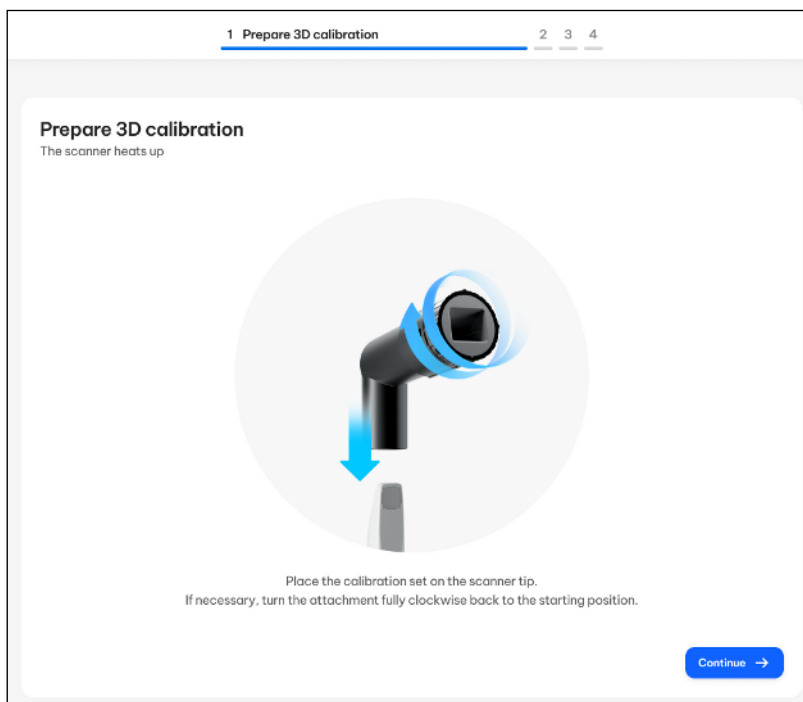 1 Prepare 3D calibration 2 3 4
Prepare 3D calibration
The scanner heats up
Place the calibration set on the scanner tip.
If necessary, turn the attachment fully clockwise back to the starting position.
Continue →